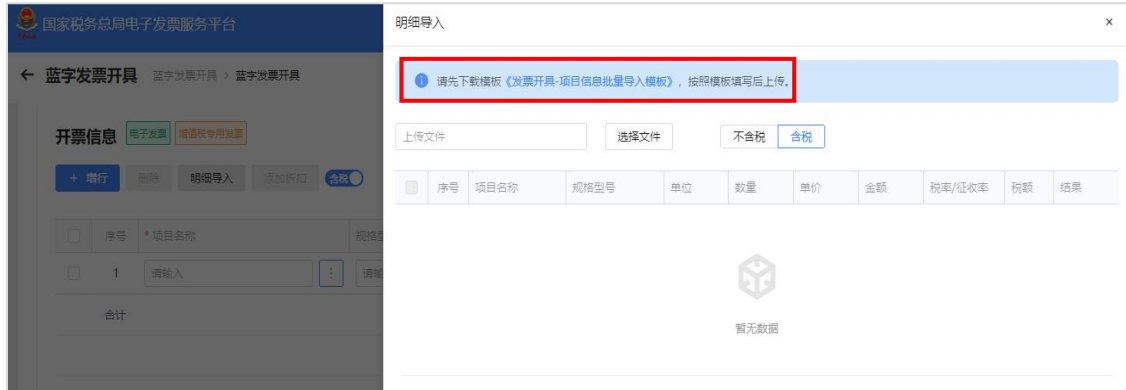 国家税务总局电子发票服务平台
← 蓝字发票开具 蓝字发票开具 > 蓝字发票开具
开票信息 电子发票 增值税专用发票
+ 增行 删除 明细导入 添加折扣 含税
序号 * 项目名称 规格型
1 请输入 请输
合计
明细导入 ×
请先下载模板《发票开具-项目信息批量导入模板》,按照模板填写后上传。
上传文件 选择文件 不含税 含税
序号 项目名称 规格型号 单位 数量 单价 金额 税率/征收率 税额 结果
暂无数据